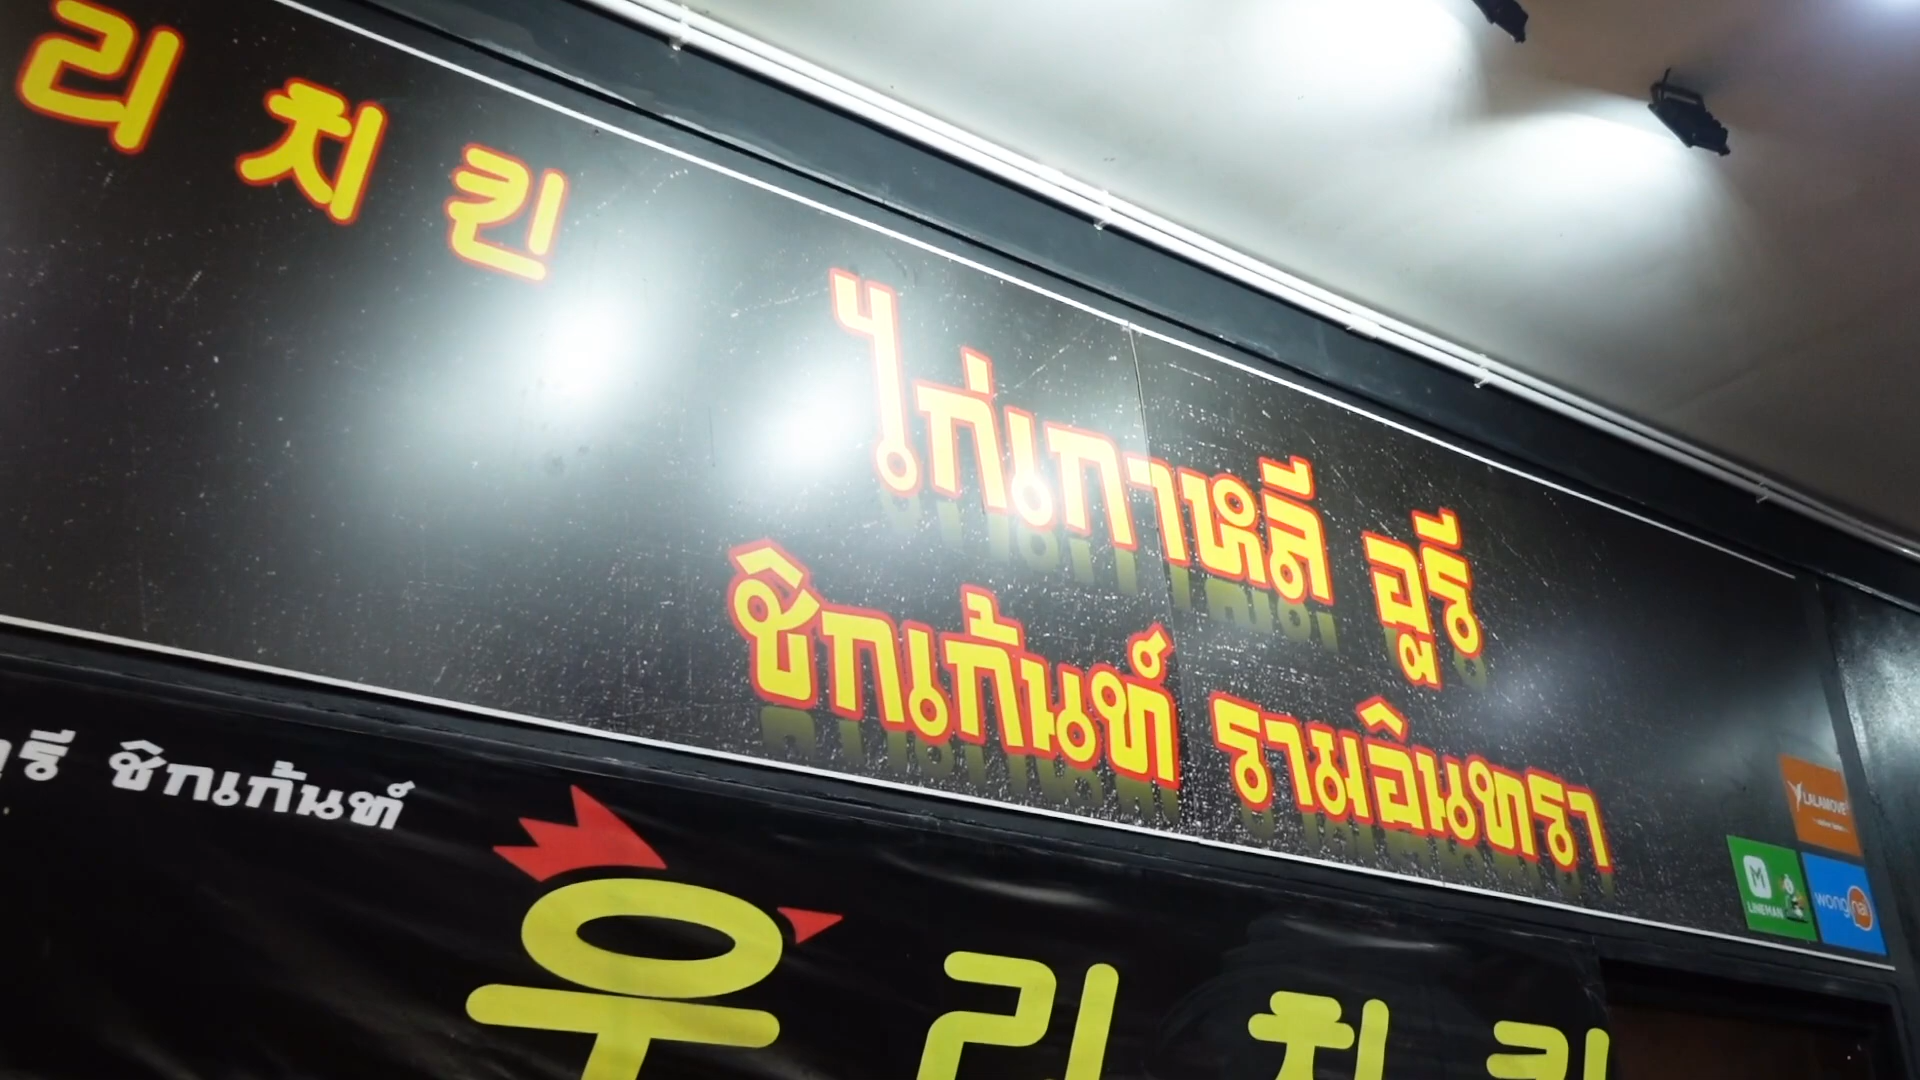 리치킨
ไก่เกาหลี อูรี
ชิกเก้นท์ รามอินทรา
LALAMOVE
LINEMAN
wongnai
ชิกเก้นท์
우리치킨